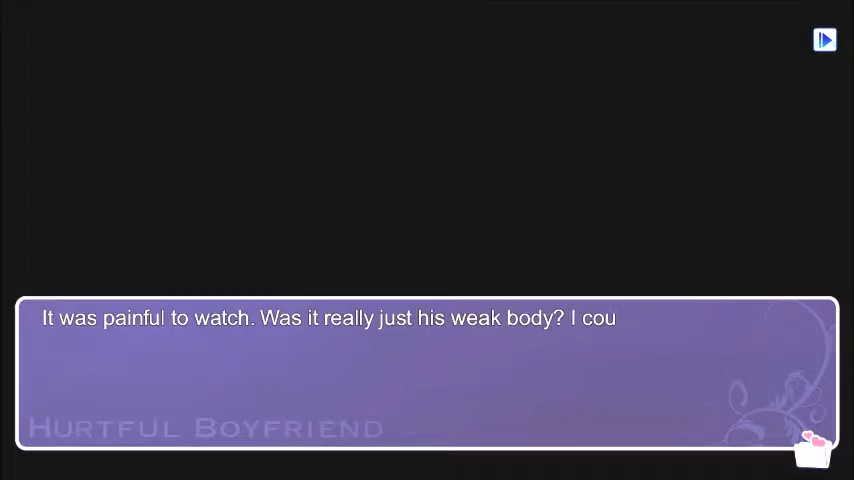 It was painful to watch. Was it really just his weak body? I cou
HURTFUL BOYFRIEND